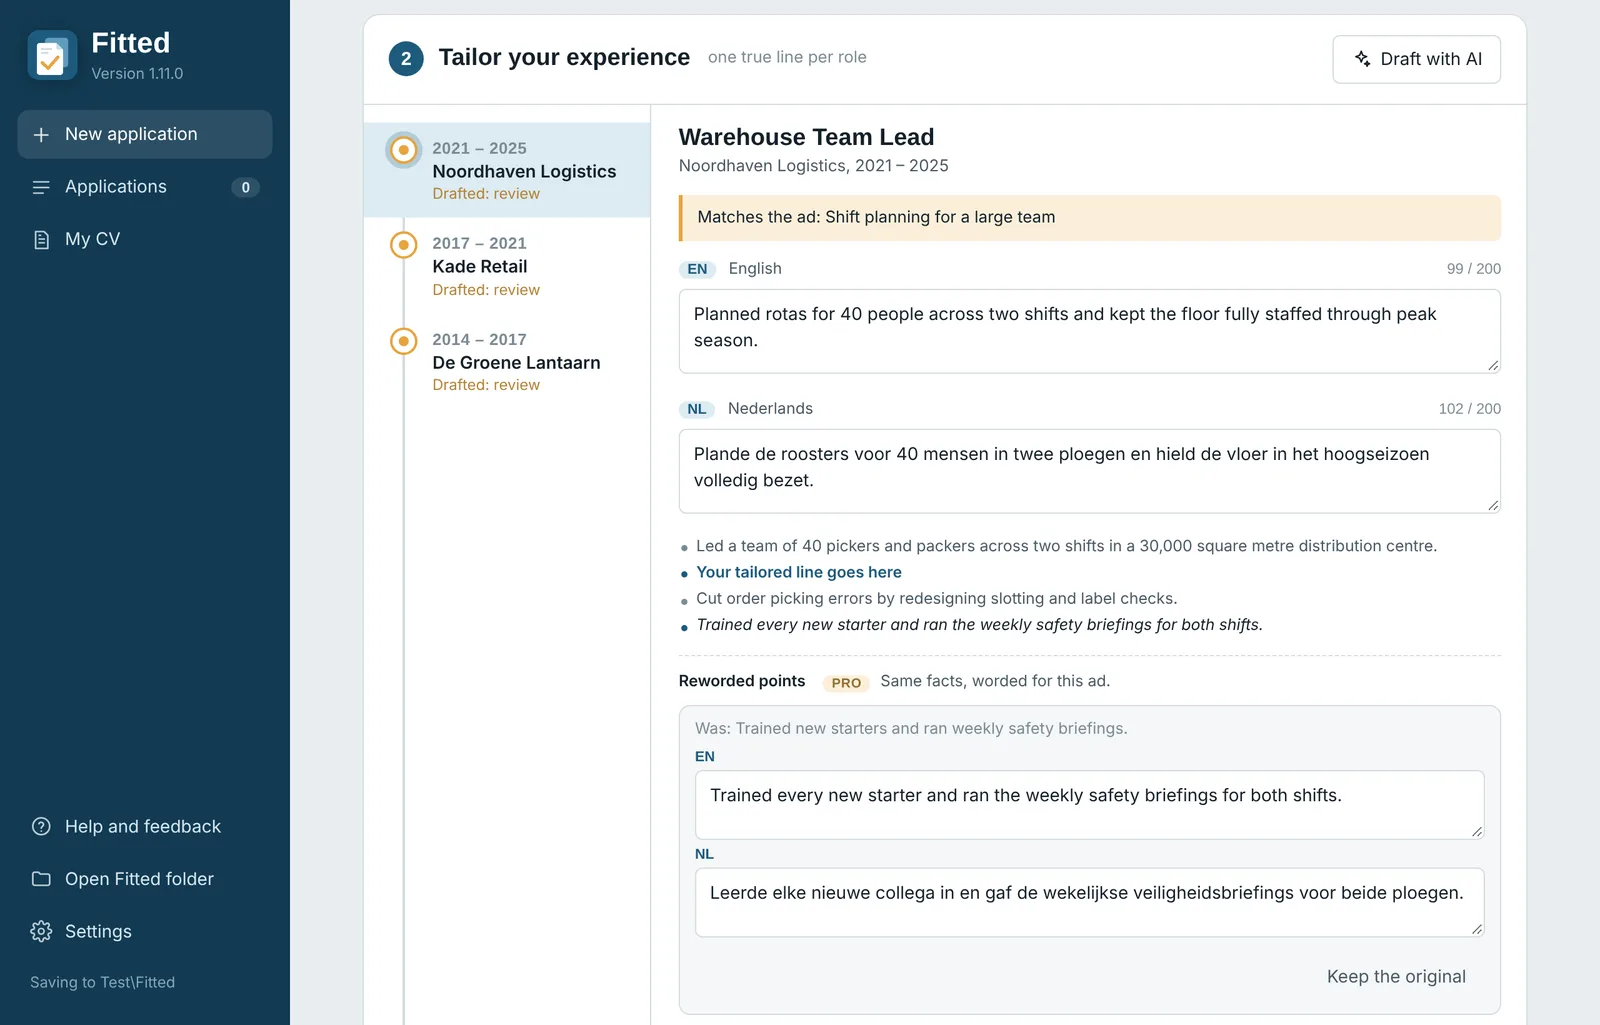 Fitted
Version 1.11.0
New application
Applications
0
My CV
Help and feedback
Open Fitted folder
Settings
Saving to Test\Fitted
2
Tailor your experience
one true line per role
Draft with AI
2021 – 2025
Noordhaven Logistics
Drafted: review
2017 – 2021
Kade Retail
Drafted: review
2014 – 2017
De Groene Lantaarn
Drafted: review
Warehouse Team Lead
Noordhaven Logistics, 2021 – 2025
Matches the ad: Shift planning for a large team
EN English
99 / 200
Planned rotas for 40 people across two shifts and kept the floor fully staffed through peak
season.
NL Nederlands
102 / 200
Plande de roosters voor 40 mensen in twee ploegen en hield de vloer in het hoogseizoen
volledig bezet.
Led a team of 40 pickers and packers across two shifts in a 30,000 square metre distribution centre.
Your tailored line goes here
Cut order picking errors by redesigning slotting and label checks.
Trained every new starter and ran the weekly safety briefings for both shifts.
Reworded points PRO Same facts, worded for this ad.
Was: Trained new starters and ran weekly safety briefings.
EN
Trained every new starter and ran the weekly safety briefings for both shifts.
NL
Leerde elke nieuwe collega in en gaf de wekelijkse veiligheidsbriefings voor beide ploegen.
Keep the original